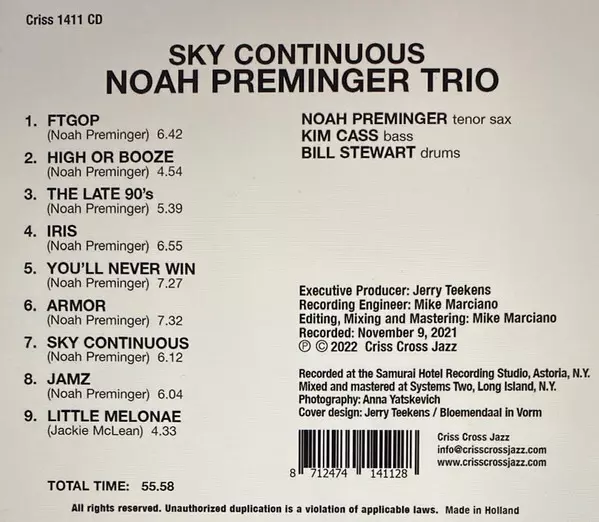 Criss 1411 CD
SKY CONTINUOUS
NOAH PREMINGER TRIO
1. FTGOP
(Noah Preminger) 6.42
2. HIGH OR BOOZE
(Noah Preminger) 4.54
3. THE LATE 90's
(Noah Preminger) 5.39
4. IRIS
(Noah Preminger) 6.55
5. YOU'LL NEVER WIN
(Noah Preminger) 7.27
6. ARMOR
(Noah Preminger) 7.32
7. SKY CONTINUOUS
(Noah Preminger) 6.12
8. JAMZ
(Noah Preminger) 6.04
9. LITTLE MELONAE
(Jackie McLean) 4.33
TOTAL TIME: 55.58
NOAH PREMINGER tenor sax
KIM CASS bass
BILL STEWART drums
Executive Producer: Jerry Teekens
Recording Engineer: Mike Marciano
Editing, Mixing and Mastering: Mike Marciano
Recorded: November 9, 2021
℗ © 2022 Criss Cross Jazz
Recorded at the Samurai Hotel Recording Studio, Astoria, N.Y.
Mixed and mastered at Systems Two, Long Island, N.Y.
Photography: Anna Yatskevich
Cover design: Jerry Teekens / Bloemendaal in Vorm
8 712474 141128
Criss Cross Jazz
info@crisscrossjazz.com
www.crisscrossjazz.com
All rights reserved. Unauthorized duplication is a violation of applicable laws. Made in Holland